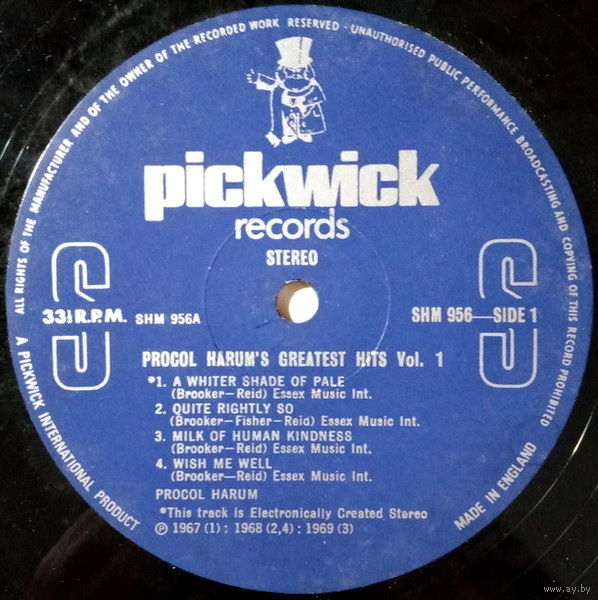 ALL RIGHTS OF THE MANUFACTURER AND OF THE OWNER OF THE RECORDED WORK RESERVED - UNAUTHORISED PUBLIC PERFORMANCE BROADCASTING AND COPYING OF THIS RECORD PROHIBITED
pickwick
records
STEREO
33⅓ R.P.M. SHM 956A
SHM 956—SIDE 1
PROCOL HARUM'S GREATEST HITS Vol. 1
*1. A WHITER SHADE OF PALE
(Brooker—Reid) Essex Music Int.
2. QUITE RIGHTLY SO
(Brooker—Fisher—Reid) Essex Music Int.
3. MILK OF HUMAN KINDNESS
(Brooker—Reid) Essex Music Int.
4. WISH ME WELL
(Brooker—Reid) Essex Music Int.
PROCOL HARUM
*This track is Electronically Created Stereo
℗ 1967 (1) : 1968 (2,4) : 1969 (3)
A PICKWICK INTERNATIONAL PRODUCT
MADE IN ENGLAND
www.ay.by